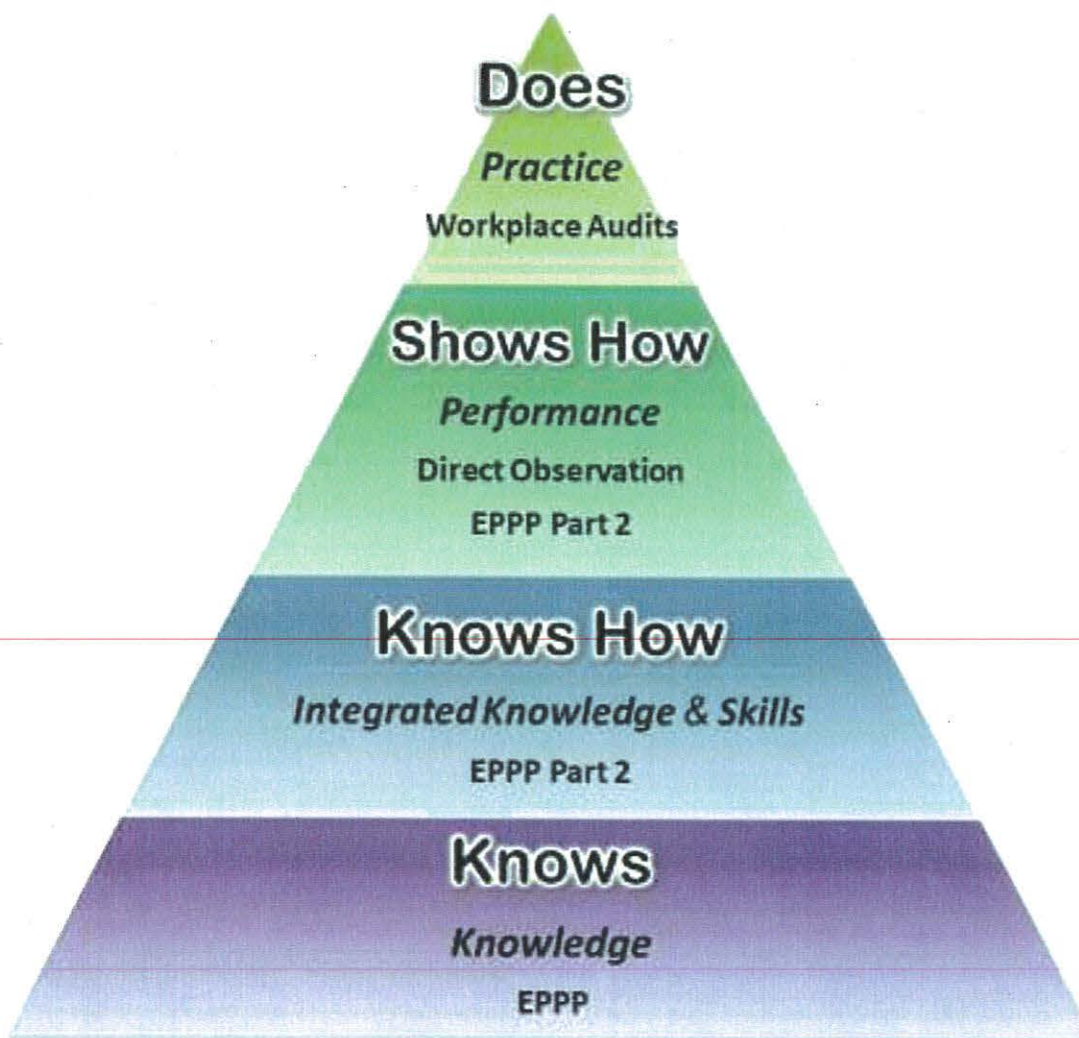 Does
Practice
Workplace Audits
Shows How
Performance
Direct Observation
EPPP Part 2
Knows How
Integrated Knowledge & Skills
EPPP Part 2
Knows
Knowledge
EPPP